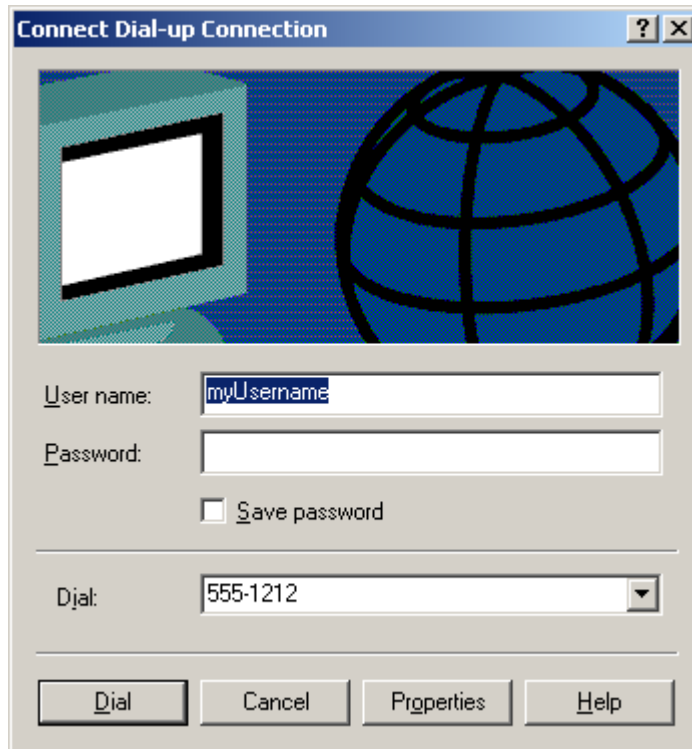 Connect Dial-up Connection
User name: myUsername
Password:
Save password
Dial: 555-1212
Dial Cancel Properties Help